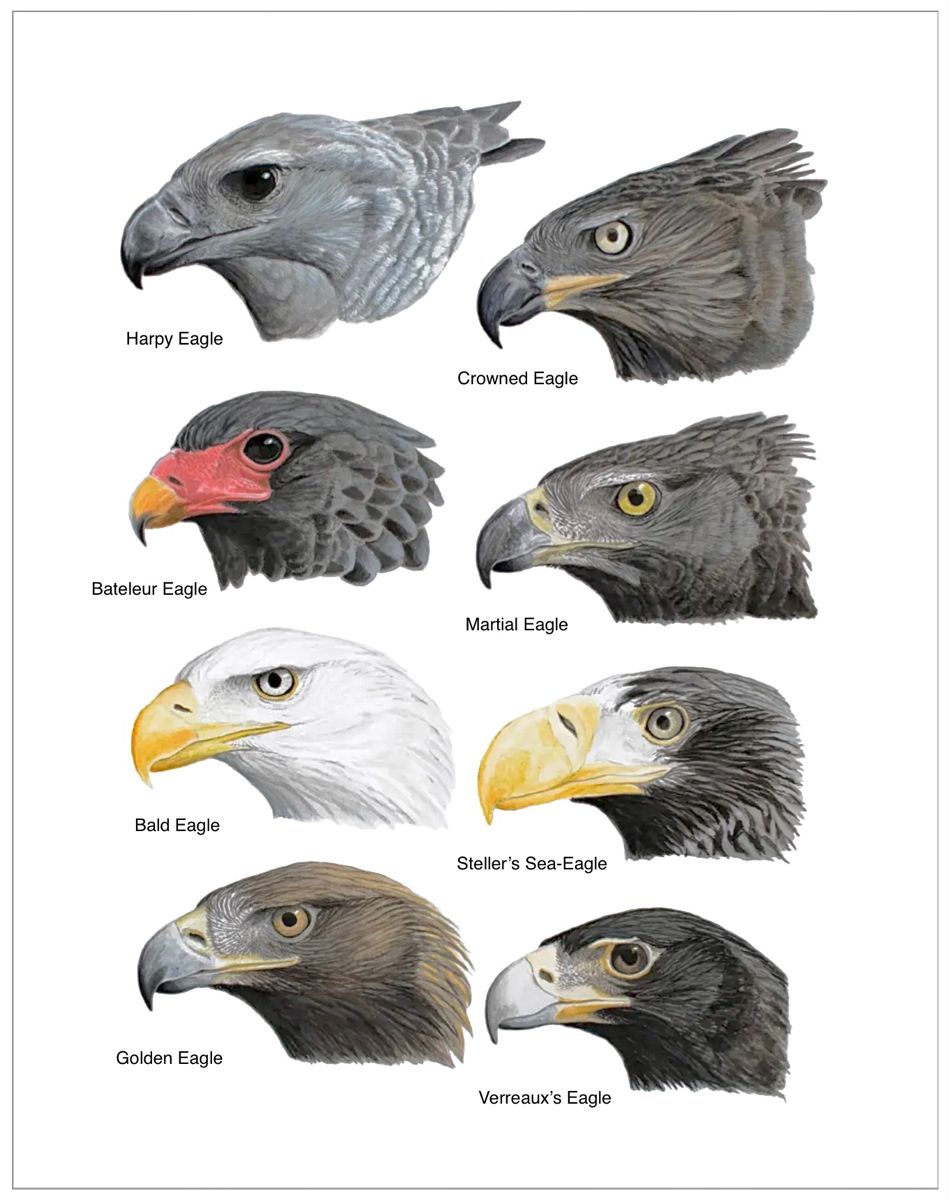 Harpy Eagle
Crowned Eagle
Bateleur Eagle
Martial Eagle
Bald Eagle
Steller’s Sea-Eagle
Golden Eagle
Verreaux’s Eagle